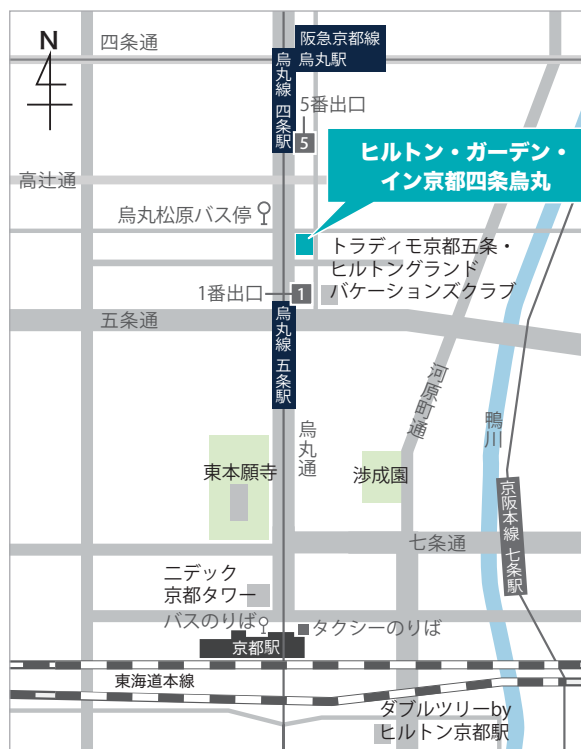 N
四条通
阪急京都線
烏丸駅
烏丸線 四条駅
5番出口
5
ヒルトン・ガーデン・
イン京都四条烏丸
高辻通
烏丸松原バス停
トラディモ京都五条・
ヒルトングランド
バケーションズクラブ
1番出口
1
五条通
烏丸線 五条駅
河原町通
鴨川
烏丸通
東本願寺
渉成園
京阪本線 七条駅
七条通
ニデック
京都タワー
バスのりば
タクシーのりば
京都駅
東海道本線
ダブルツリーby
ヒルトン京都駅